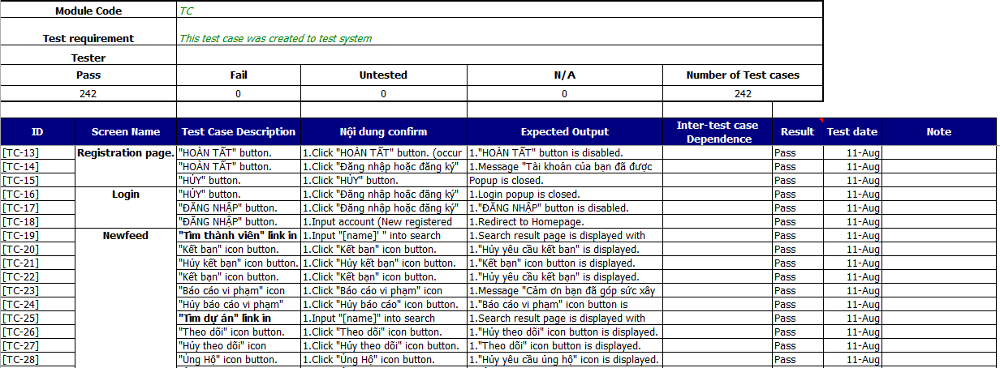 Module Code TC
Test requirement This test case was created to test system
Tester
Pass Fail Untested N/A Number of Test cases
242 0 0 0 242
ID Screen Name Test Case Description Nội dung confirm Expected Output Inter-test case Dependence Result Test date Note
[TC-13] Registration page. "HOÀN TẤT" button. 1.Click "HOÀN TẤT" button. (occur 1."HOÀN TẤT" button is disabled. Pass 11-Aug
[TC-14] "HOÀN TẤT" button. 1.Click "Đăng nhập hoặc đăng ký" 1.Message "Tài khoản của bạn đã được Pass 11-Aug
[TC-15] "HỦY" button. 1.Click "HỦY" button. Popup is closed. Pass 11-Aug
[TC-16] Login "HỦY" button. 1.Click "Đăng nhập hoặc đăng ký" 1.Login popup is closed. Pass 11-Aug
[TC-17] "ĐĂNG NHẬP" button. 1.Click "Đăng nhập hoặc đăng ký" 1."ĐĂNG NHẬP" button is disabled. Pass 11-Aug
[TC-18] "ĐĂNG NHẬP" button. 1.Input account (New registered 1.Redirect to Homepage. Pass 11-Aug
[TC-19] Newfeed "Tìm thành viên" link in 1.Input "[name]' " into search 1.Search result page is displayed with Pass 11-Aug
[TC-20] "Kết bạn" icon button. 1.Click "Kết bạn" icon button. 1."Hủy yêu cầu kết bạn" is displayed. Pass 11-Aug
[TC-21] "Hủy kết bạn" icon button. 1.Click "Hủy kết bạn" icon button. 1."Kết bạn" icon button is displayed. Pass 11-Aug
[TC-22] "Kết bạn" icon button. 1.Click "Kết bạn" icon button. 1."Hủy yêu cầu kết bạn" is displayed. Pass 11-Aug
[TC-23] "Báo cáo vi phạm" icon 1.Click "Báo cáo vi phạm" icon 1.Message "Cảm ơn bạn đã góp sức xây Pass 11-Aug
[TC-24] "Hủy báo cáo vi phạm" 1.Click "Hủy báo cáo" icon button. 1."Báo cáo vi phạm" icon button is Pass 11-Aug
[TC-25] "Tìm dự án" link in 1.Input "[name]" into search 1.Search result page is displayed with Pass 11-Aug
[TC-26] "Theo dõi" icon button. 1.Click "Theo dõi" icon button. 1."Hủy theo dõi" icon button is displayed. Pass 11-Aug
[TC-27] "Hủy theo dõi" icon 1.Click "Hủy theo dõi" icon button. 1."Theo dõi" icon button is displayed. Pass 11-Aug
[TC-28] "Ủng Hộ" icon button. 1.Click "Ủng Hộ" icon button. 1."Hủy yêu cầu ủng hộ" icon is displayed. Pass 11-Aug